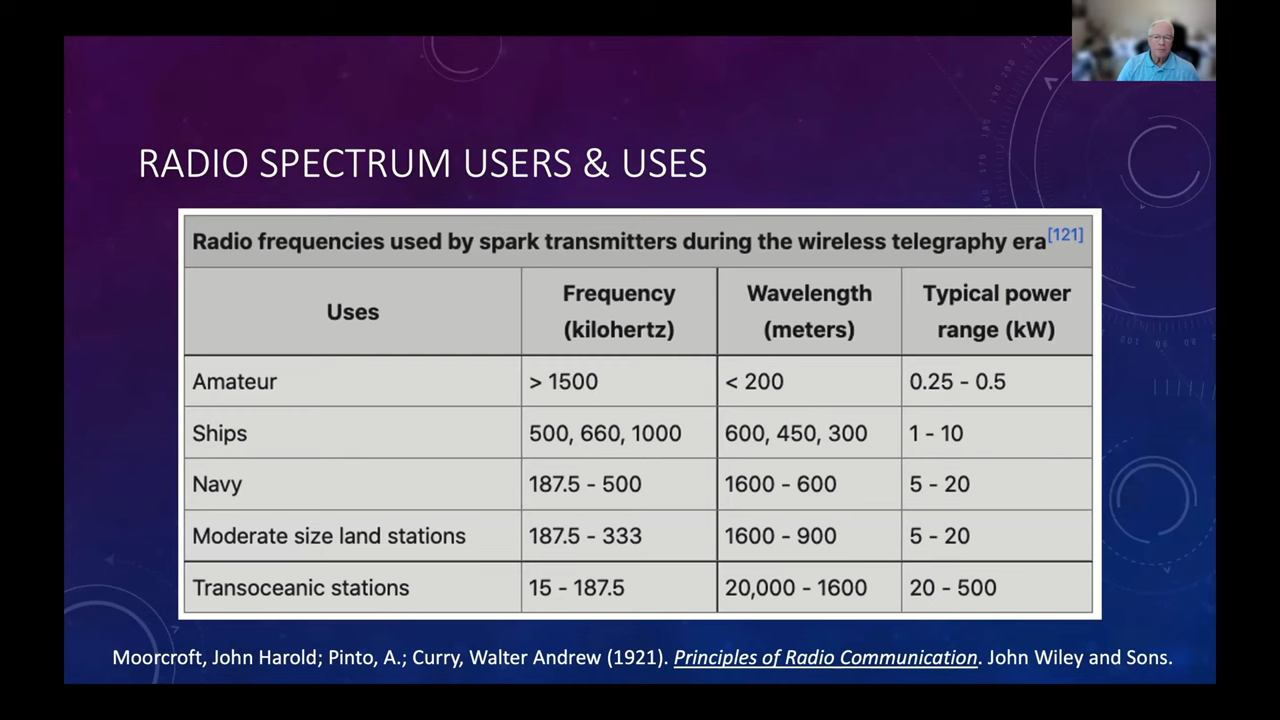 RADIO SPECTRUM USERS & USES
Radio frequencies used by spark transmitters during the wireless telegraphy era[121]
Uses
Frequency
(kilohertz)
Wavelength
(meters)
Typical power
range (kW)
Amateur
> 1500
< 200
0.25 - 0.5
Ships
500, 660, 1000
600, 450, 300
1 - 10
Navy
187.5 - 500
1600 - 600
5 - 20
Moderate size land stations
187.5 - 333
1600 - 900
5 - 20
Transoceanic stations
15 - 187.5
20,000 - 1600
20 - 500
Moorcroft, John Harold; Pinto, A.; Curry, Walter Andrew (1921). Principles of Radio Communication. John Wiley and Sons.